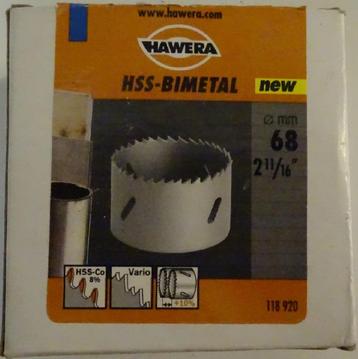 www.hawera.com
HAWERA
HSS-BIMETAL
new
Ø mm
68
2 11/16"
HSS-Co
8%
Vario
+10%
118 920